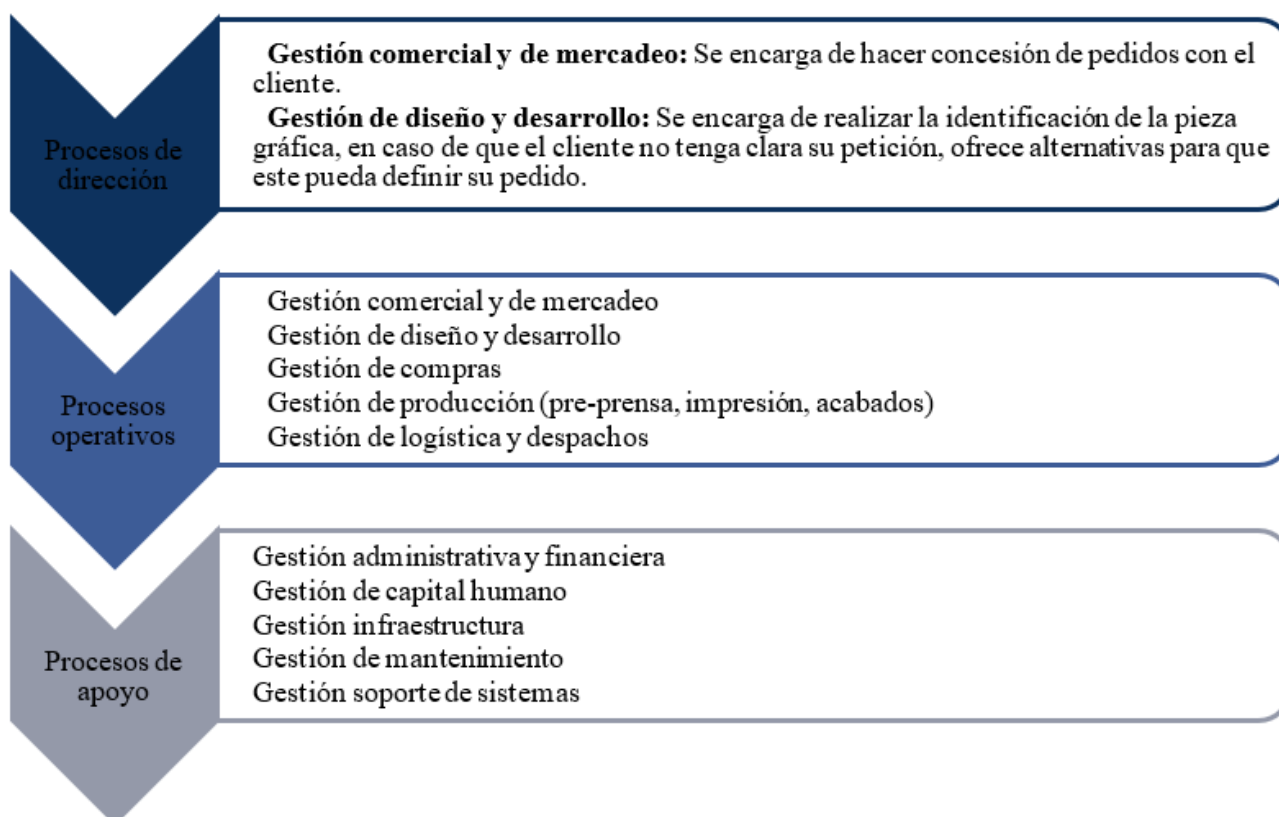 Procesos de
dirección
Gestión comercial y de mercadeo: Se encarga de hacer concesión de pedidos con el
cliente.
Gestión de diseño y desarrollo: Se encarga de realizar la identificación de la pieza
gráfica, en caso de que el cliente no tenga clara su petición, ofrece alternativas para que
este pueda definir su pedido.
Procesos
operativos
Gestión comercial y de mercadeo
Gestión de diseño y desarrollo
Gestión de compras
Gestión de producción (pre-prensa, impresión, acabados)
Gestión de logística y despachos
Procesos de
apoyo
Gestión administrativa y financiera
Gestión de capital humano
Gestión infraestructura
Gestión de mantenimiento
Gestión soporte de sistemas